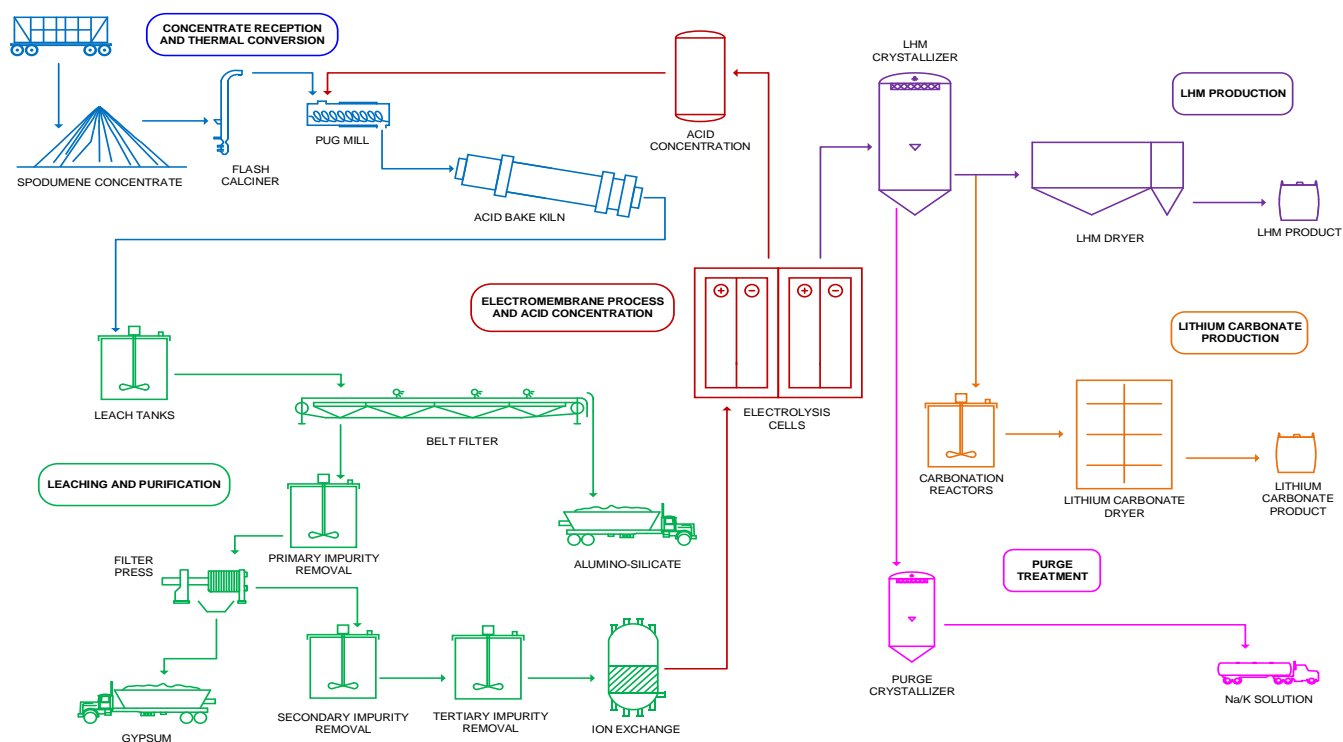 CONCENTRATE RECEPTION
AND THERMAL CONVERSION
SPODUMENE CONCENTRATE
FLASH
CALCINER
PUG MILL
ACID BAKE KILN
ACID
CONCENTRATION
LHM
CRYSTALLIZER
LHM PRODUCTION
LHM DRYER
LHM PRODUCT
ELECTROMEMBRANE PROCESS
AND ACID CONCENTRATION
+
−
+
−
ELECTROLYSIS
CELLS
LITHIUM CARBONATE
PRODUCTION
CARBONATION
REACTORS
LITHIUM CARBONATE
DRYER
LITHIUM
CARBONATE
PRODUCT
LEACH TANKS
BELT FILTER
LEACHING AND PURIFICATION
PRIMARY IMPURITY
REMOVAL
ALUMINO-SILICATE
FILTER
PRESS
GYPSUM
SECONDARY IMPURITY
REMOVAL
TERTIARY IMPURITY
REMOVAL
ION EXCHANGE
PURGE
TREATMENT
PURGE
CRYSTALLIZER
Na/K SOLUTION